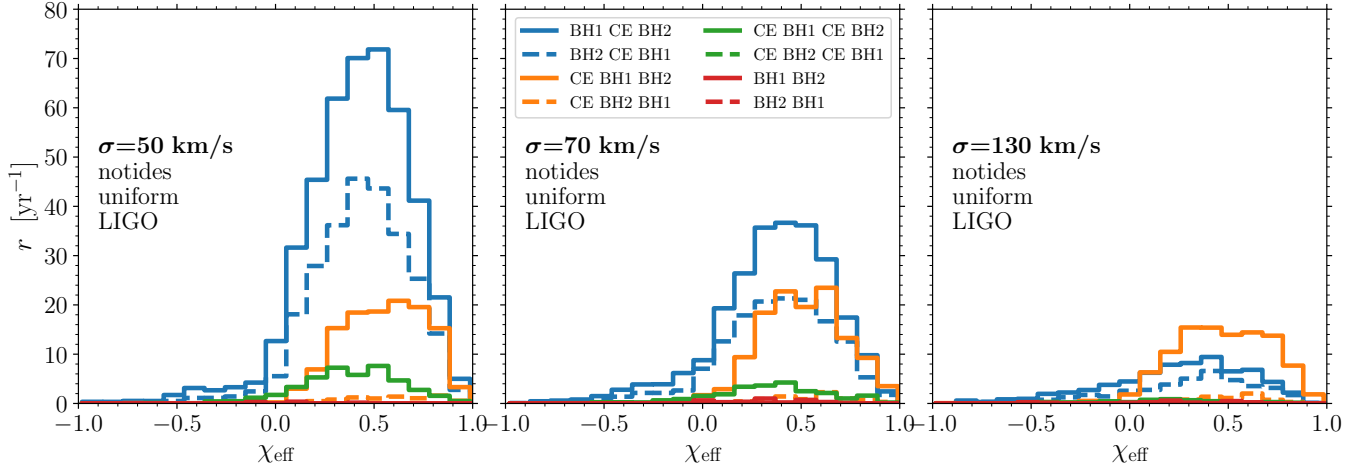 80
70
60
50
40
30
20
10
0
r [yr⁻¹]
σ=50 km/s
notides
uniform
LIGO
−1.0 −0.5 0.0 0.5 1.0
χeff
BH1 CE BH2
BH2 CE BH1
CE BH1 BH2
CE BH2 BH1
CE BH1 CE BH2
CE BH2 CE BH1
BH1 BH2
BH2 BH1
σ=70 km/s
notides
uniform
LIGO
−1.0 −0.5 0.0 0.5 1.0
χeff
σ=130 km/s
notides
uniform
LIGO
−1.0 −0.5 0.0 0.5 1.0
χeff